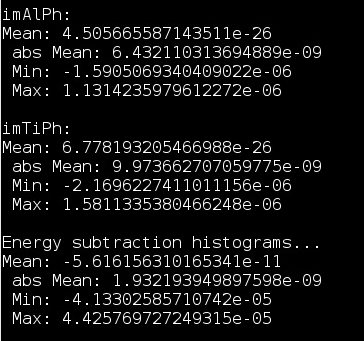 imAlPh:
Mean: 4.505665587143511e-26
abs Mean: 6.432110313694889e-09
Min: -1.5905069340409022e-06
Max: 1.1314235979612272e-06
imTiPh:
Mean: 6.778193205466988e-26
abs Mean: 9.973662707059775e-09
Min: -2.1696227411011156e-06
Max: 1.5811335380466248e-06
Energy subtraction histograms...
Mean: -5.616156310165341e-11
abs Mean: 1.932193949897598e-09
Min: -4.13302585710742e-05
Max: 4.425769727249315e-05